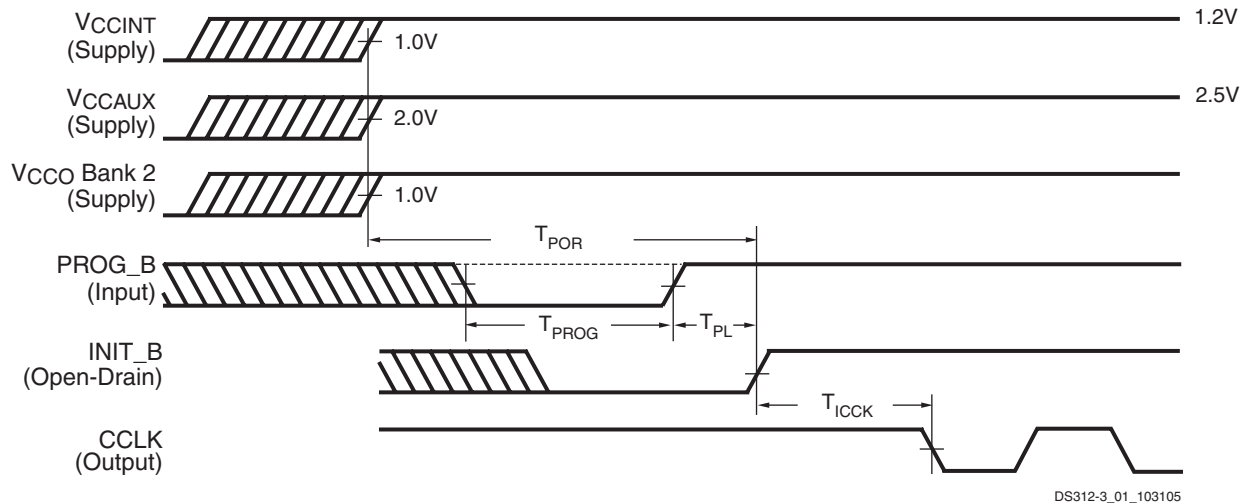 VCCINT
(Supply)
1.0V
1.2V
VCCAUX
(Supply)
2.0V
2.5V
VCCO Bank 2
(Supply)
1.0V
TPOR
PROG_B
(Input)
TPROG
TPL
INIT_B
(Open-Drain)
TICCK
CCLK
(Output)
DS312-3_01_103105